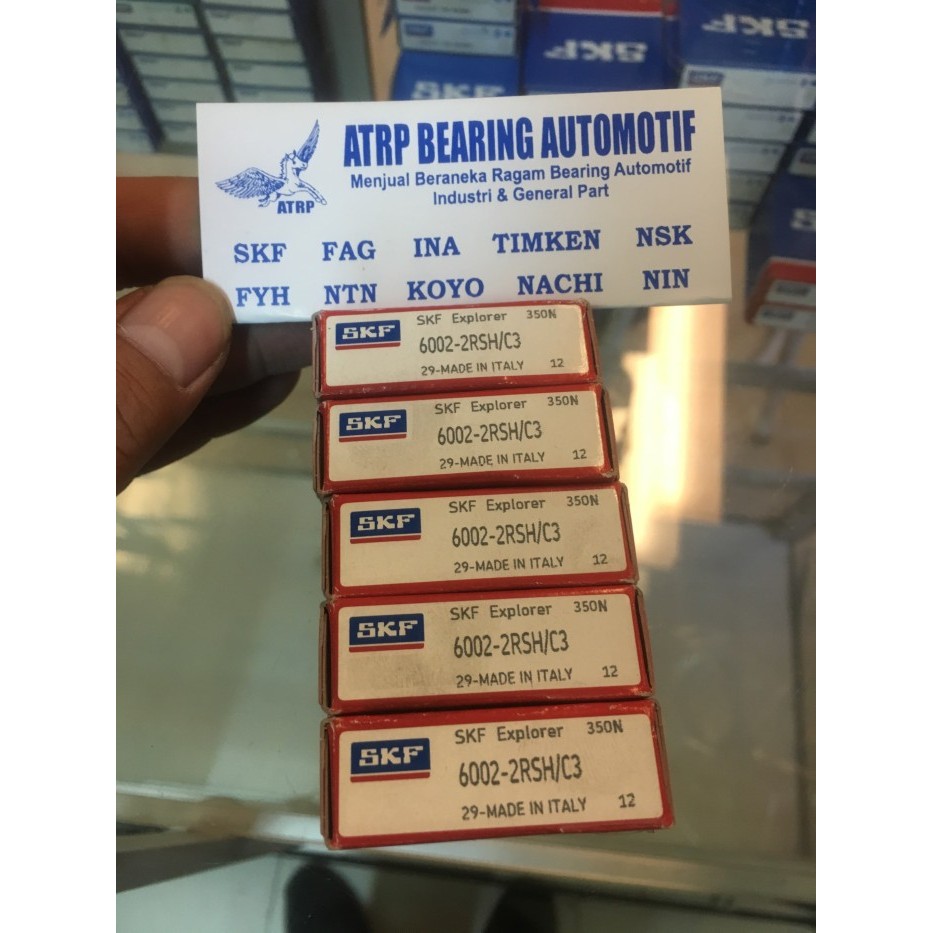 SKF
SKF
SKF
ATRP BEARING AUTOMOTIF
Menjual Beraneka Ragam Bearing Automotif
Industri & General Part
ATRP
SKF FAG INA TIMKEN NSK
FYH NTN KOYO NACHI NIN
SKF SKF Explorer 350N
6002-2RSH/C3
29-MADE IN ITALY 12
SKF SKF Explorer 350N
6002-2RSH/C3
29-MADE IN ITALY 12
SKF SKF Explorer 350N
6002-2RSH/C3
29-MADE IN ITALY 12
SKF SKF Explorer 350N
6002-2RSH/C3
29-MADE IN ITALY 12
SKF SKF Explorer 350N
6002-2RSH/C3
29-MADE IN ITALY 12